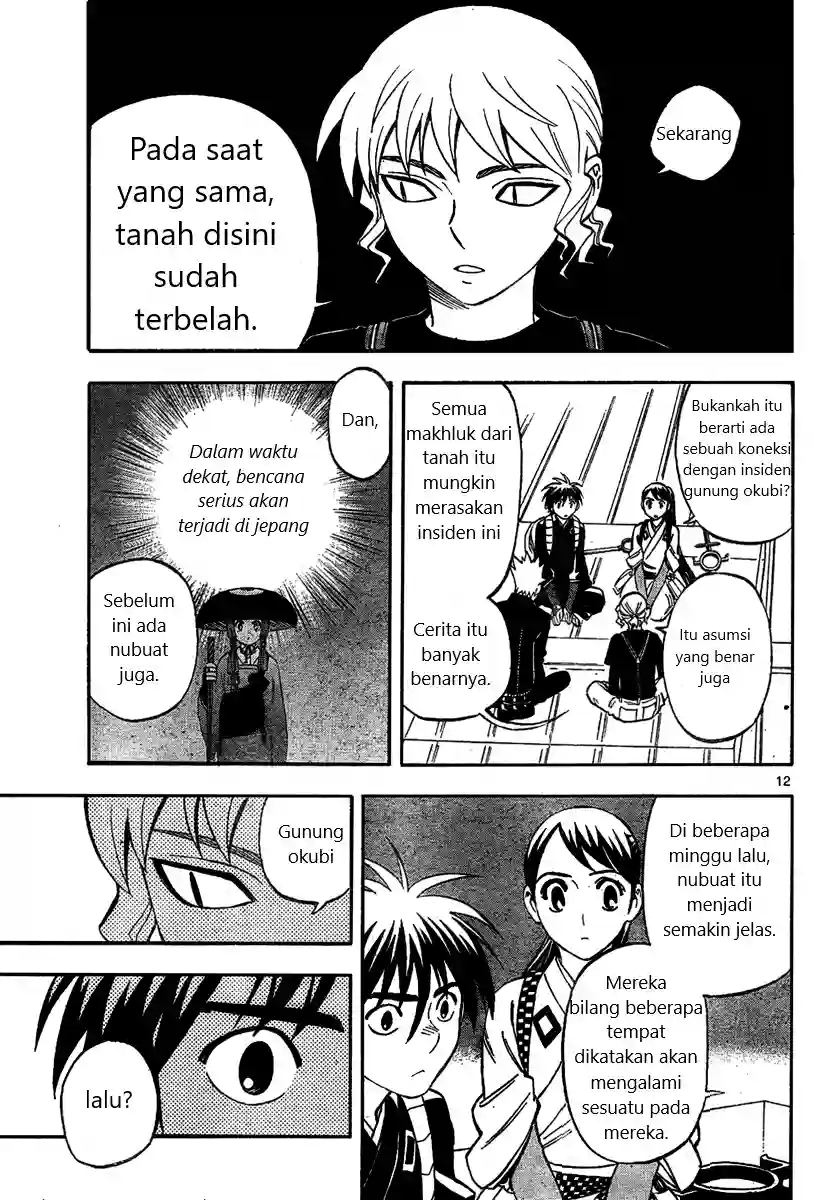 Sekarang
Pada saat
yang sama,
tanah disini
sudah
terbelah.
Bukankah itu
berarti ada
sebuah koneksi
dengan insiden
gunung okubi?
Semua
makhluk dari
tanah itu
mungkin
merasakan
insiden ini
Itu asumsi
yang benar
juga
Cerita itu
banyak
benarnya.
Dan,
Dalam waktu
dekat, bencana
serius akan
terjadi di jepang
Sebelum
ini ada
nubuat
juga.
12
Di beberapa
minggu lalu,
nubuat itu
menjadi
semakin jelas.
Mereka
bilang beberapa
tempat
dikatakan akan
mengalami
sesuatu pada
mereka.
Gunung
okubi
lalu?